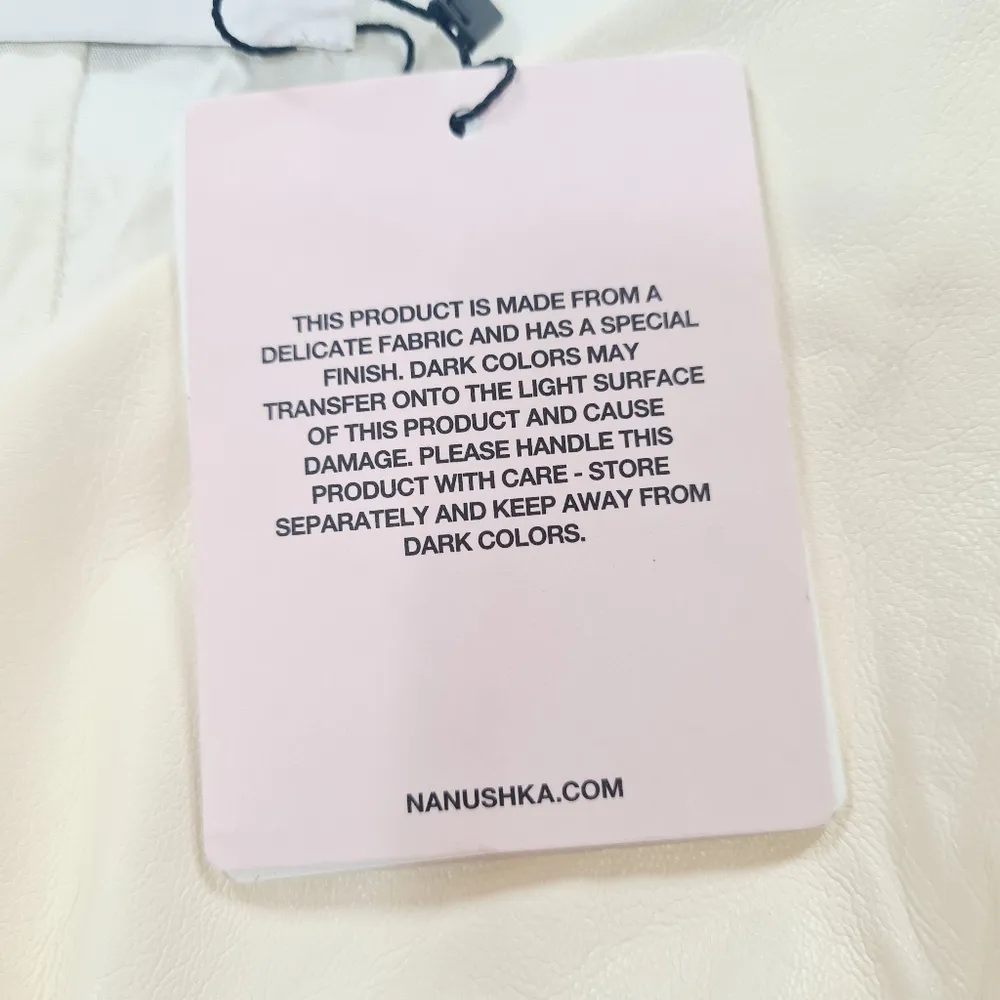 THIS PRODUCT IS MADE FROM A
DELICATE FABRIC AND HAS A SPECIAL
FINISH. DARK COLORS MAY
TRANSFER ONTO THE LIGHT SURFACE
OF THIS PRODUCT AND CAUSE
DAMAGE. PLEASE HANDLE THIS
PRODUCT WITH CARE - STORE
SEPARATELY AND KEEP AWAY FROM
DARK COLORS.
NANUSHKA.COM